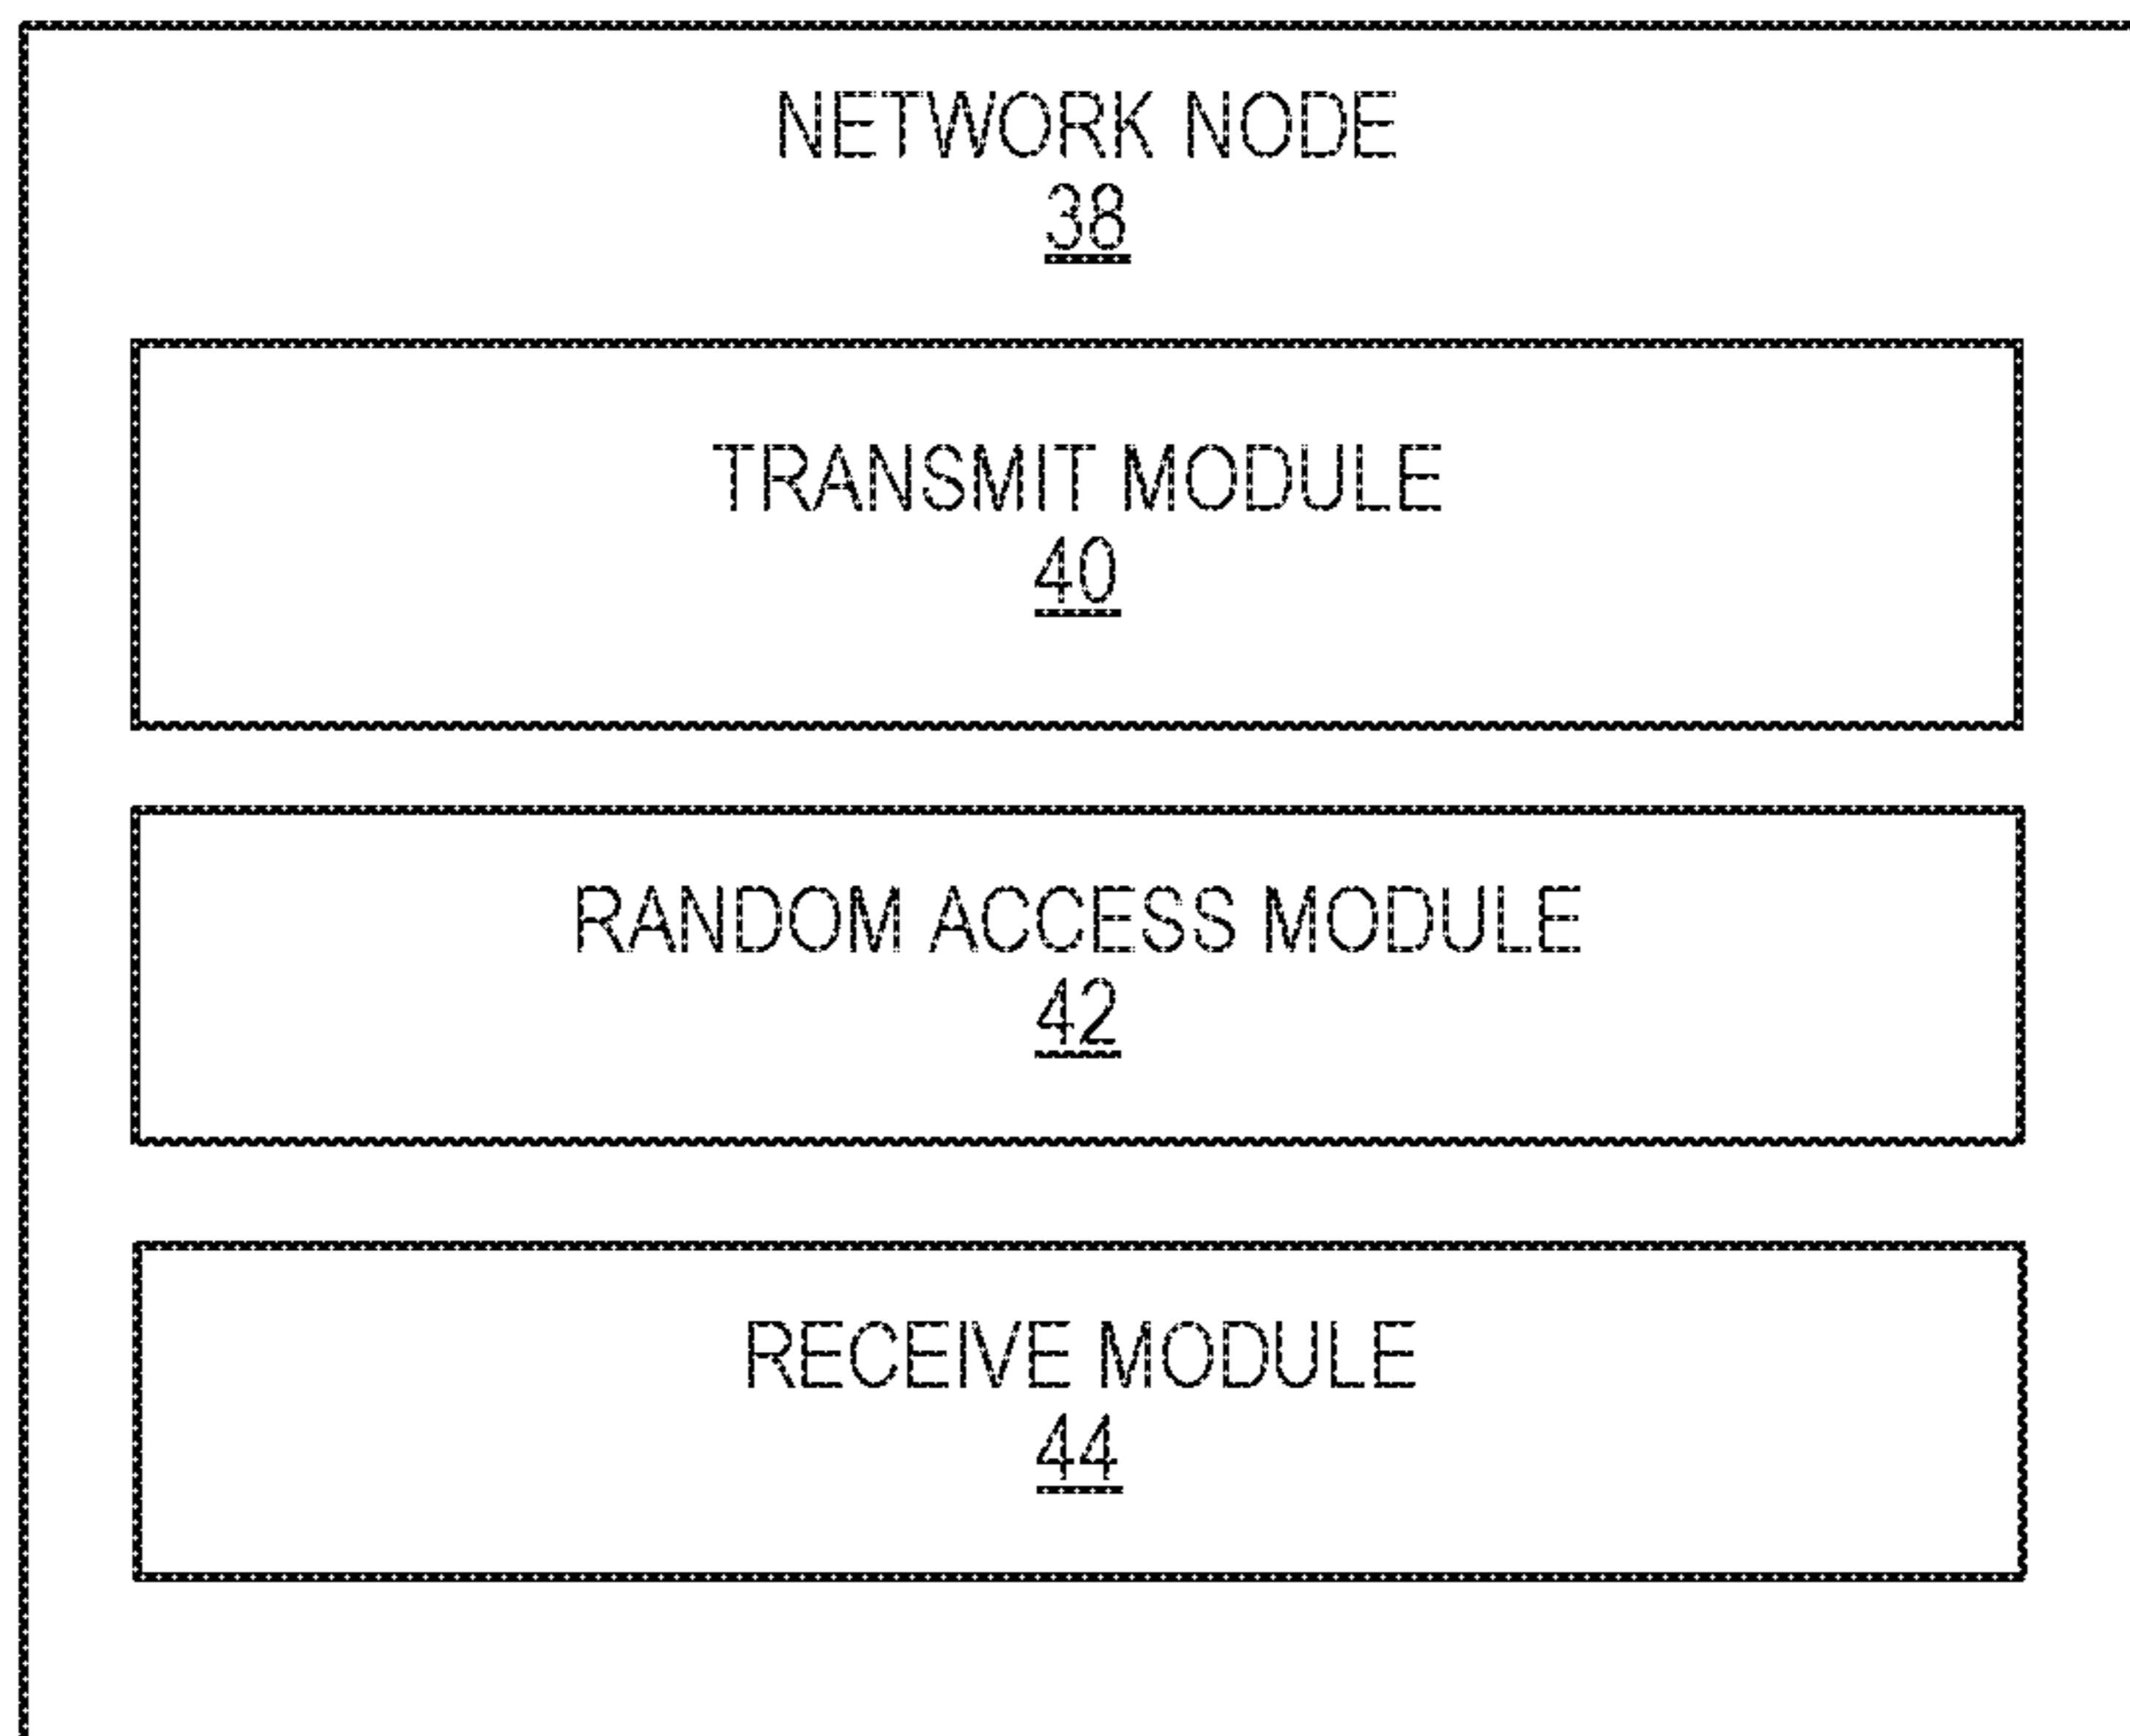 NETWORK NODE
38
TRANSMIT MODULE
40
RANDOM ACCESS MODULE
42
RECEIVE MODULE
44